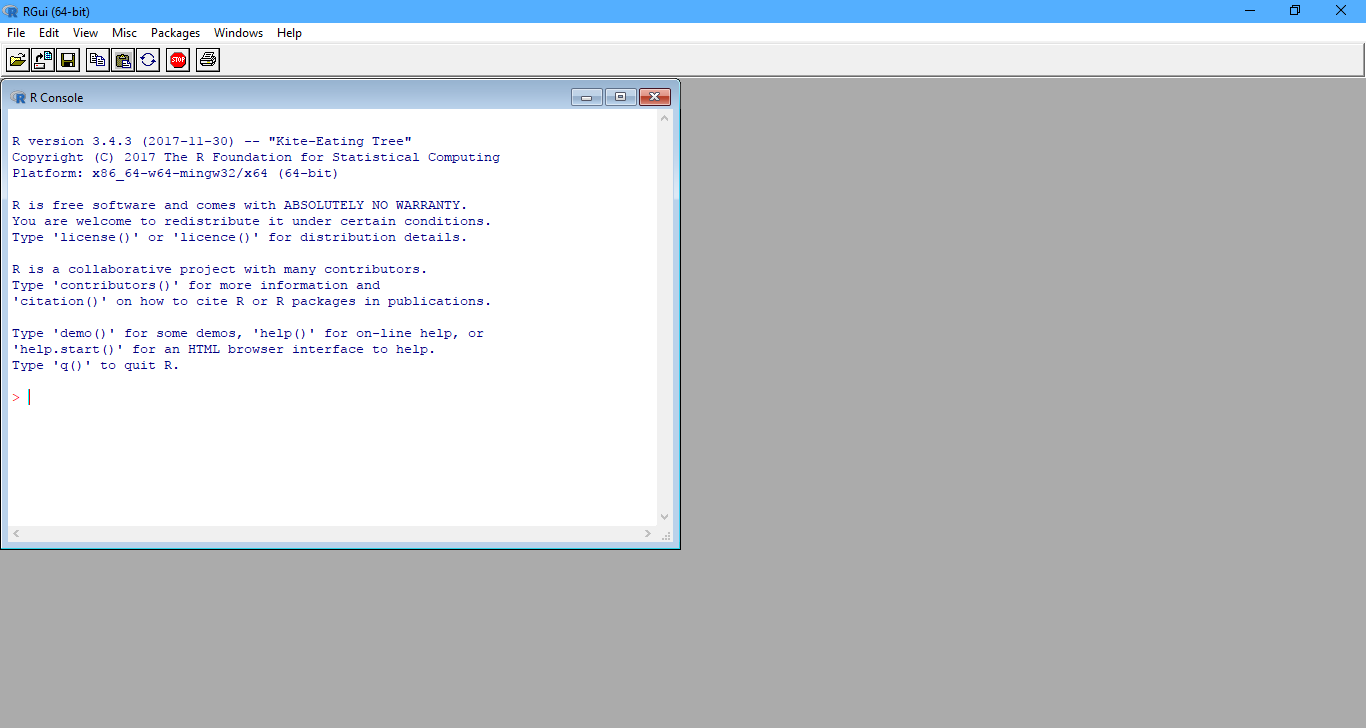 RGui (64-bit)
File Edit View Misc Packages Windows Help
STOP
R Console
R version 3.4.3 (2017-11-30) -- "Kite-Eating Tree"
Copyright (C) 2017 The R Foundation for Statistical Computing
Platform: x86_64-w64-mingw32/x64 (64-bit)
R is free software and comes with ABSOLUTELY NO WARRANTY.
You are welcome to redistribute it under certain conditions.
Type 'license()' or 'licence()' for distribution details.
R is a collaborative project with many contributors.
Type 'contributors()' for more information and
'citation()' on how to cite R or R packages in publications.
Type 'demo()' for some demos, 'help()' for on-line help, or
'help.start()' for an HTML browser interface to help.
Type 'q()' to quit R.
>